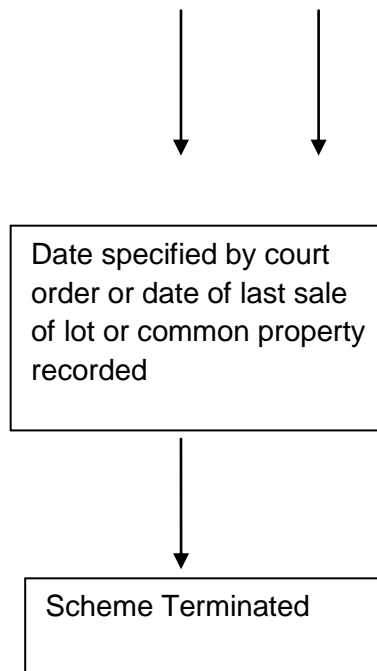 Date specified by court
order or date of last sale
of lot or common property
recorded
Scheme Terminated